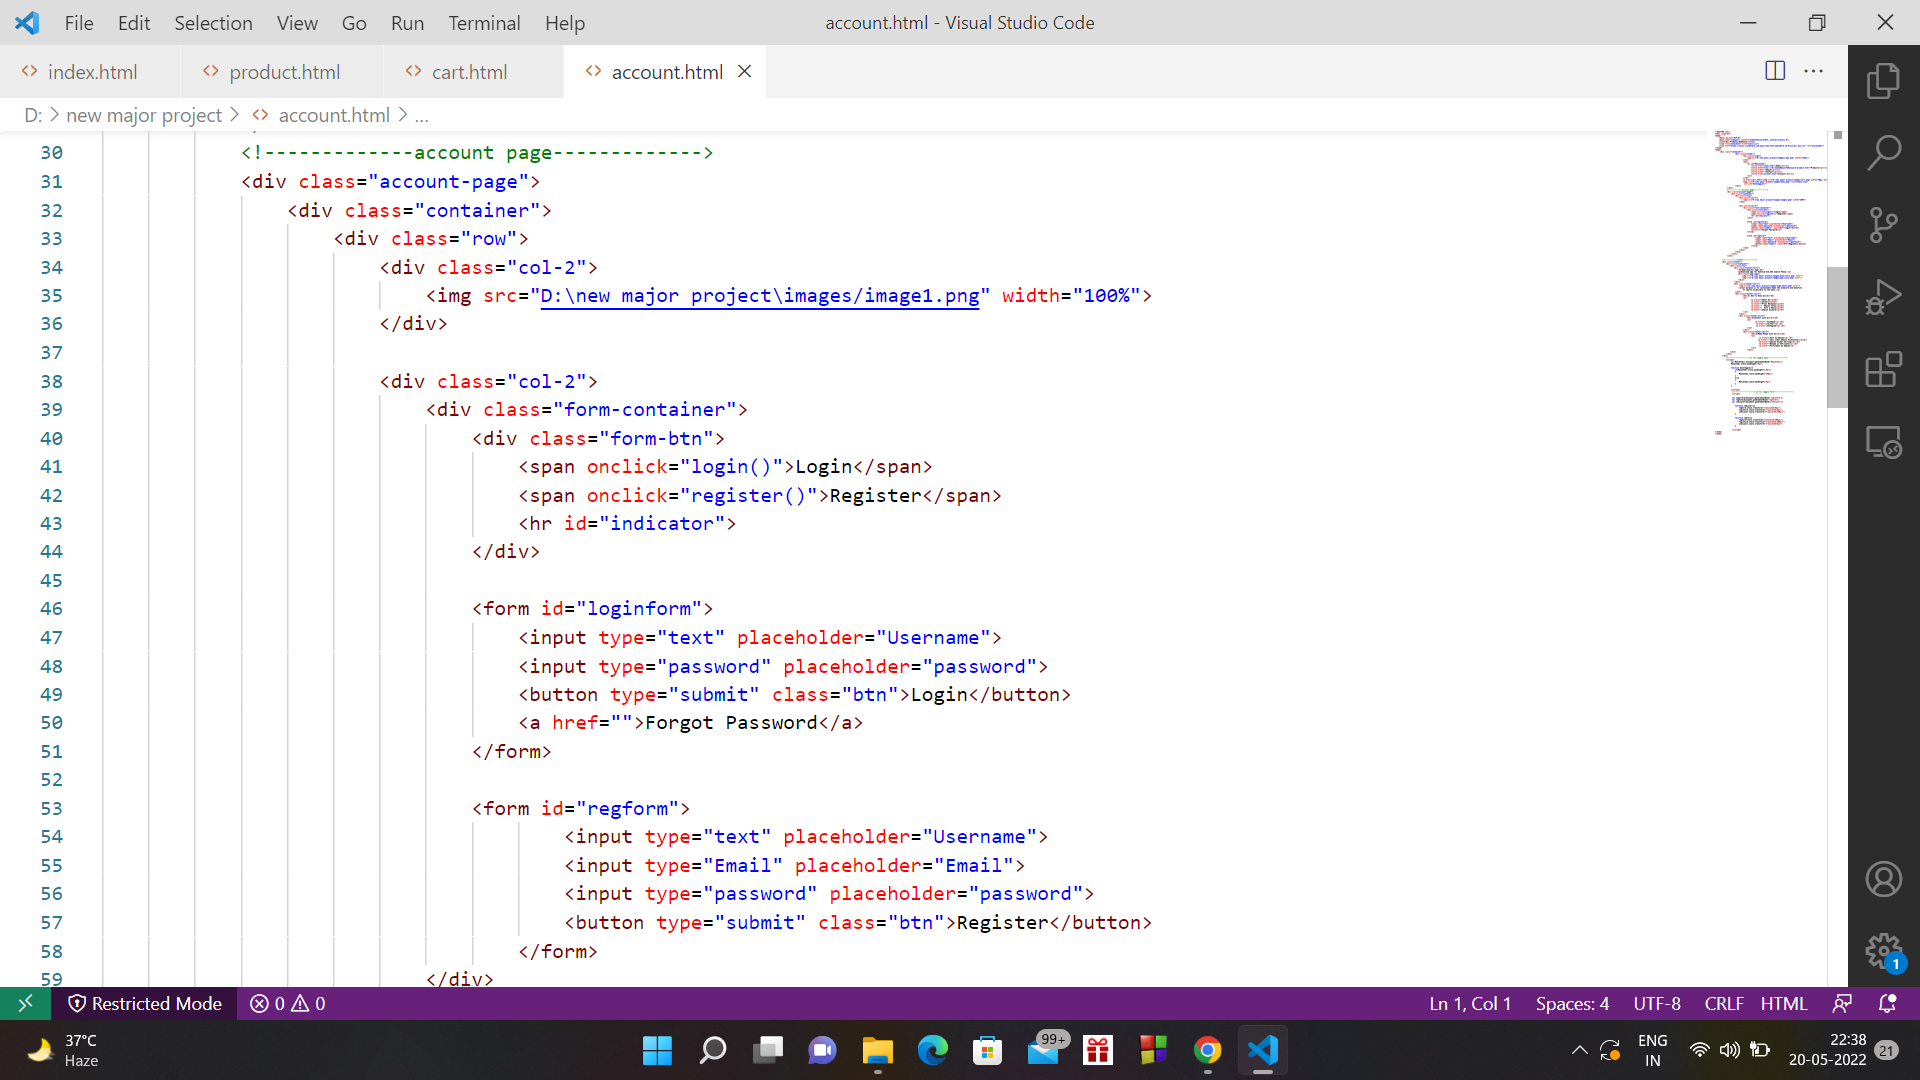 File Edit Selection View Go Run Terminal Help account.html - Visual Studio Code
index.html product.html cart.html account.html
D: > new major project > account.html > ...
30 <!-------------account page------------->
31 <div class="account-page">
32 <div class="container">
33 <div class="row">
34 <div class="col-2">
35 <img src="D:\new major project\images/image1.png" width="100%">
36 </div>
37
38 <div class="col-2">
39 <div class="form-container">
40 <div class="form-btn">
41 <span onclick="login()">Login</span>
42 <span onclick="register()">Register</span>
43 <hr id="indicator">
44 </div>
45
46 <form id="loginform">
47 <input type="text" placeholder="Username">
48 <input type="password" placeholder="password">
49 <button type="submit" class="btn">Login</button>
50 <a href="">Forgot Password</a>
51 </form>
52
53 <form id="regform">
54 <input type="text" placeholder="Username">
55 <input type="Email" placeholder="Email">
56 <input type="password" placeholder="password">
57 <button type="submit" class="btn">Register</button>
58 </form>
59 </div>
1
Restricted Mode 0 0 Ln 1, Col 1 Spaces: 4 UTF-8 CRLF HTML
37°C
Haze
99+
ENG
IN
22:38
20-05-2022
21